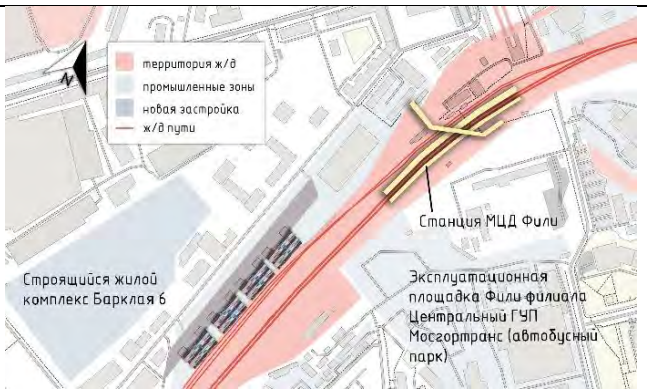 территория ж/д
промышленные зоны
новая застройка
ж/д пути
N
Станция МЦД Фили
Строящийся жилой
комплекс Барклая 6
Эксплуатационная
площадка Фили филиала
Центральный ГУП
Мосгортранс (автобусный
парк)